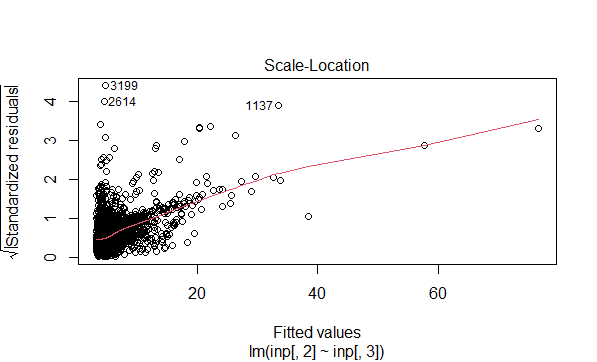 Scale-Location
√|Standardized residuals|
4
3
2
1
0
3199
2614
1137
20
40
60
Fitted values
lm(inp[, 2] ~ inp[, 3])